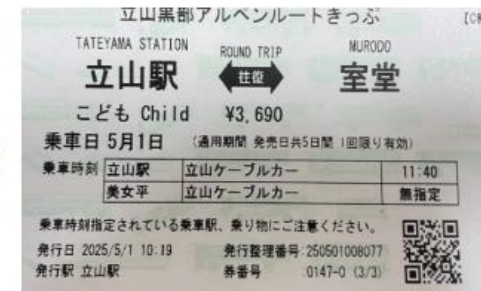 立山黒部アルペンルートきっぷ
TATEYAMA STATION ROUND TRIP MURODO
立山駅 往復 室堂
こども Child ¥3,690
乗車日 5月1日 (通用期間 発売日共5日間 1回限り有効)
乗車時刻 立山駅 立山ケーブルカー 11:40
美女平 立山ケーブルカー 無指定
乗車時刻指定されている乗車駅、乗り物にご注意ください。
発行日 2025/5/1 10:19 発行整理番号:250501008077
発行駅 立山駅 券番号 :0147-0 (3/3)